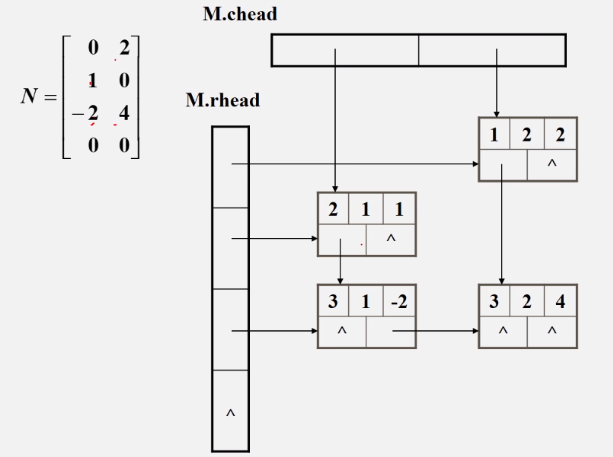 M.chead
N =
0 2
1 0
-2 4
0 0
M.rhead
1 2 2
^
2 1 1
^
3 1 -2
^
3 2 4
^ ^
^